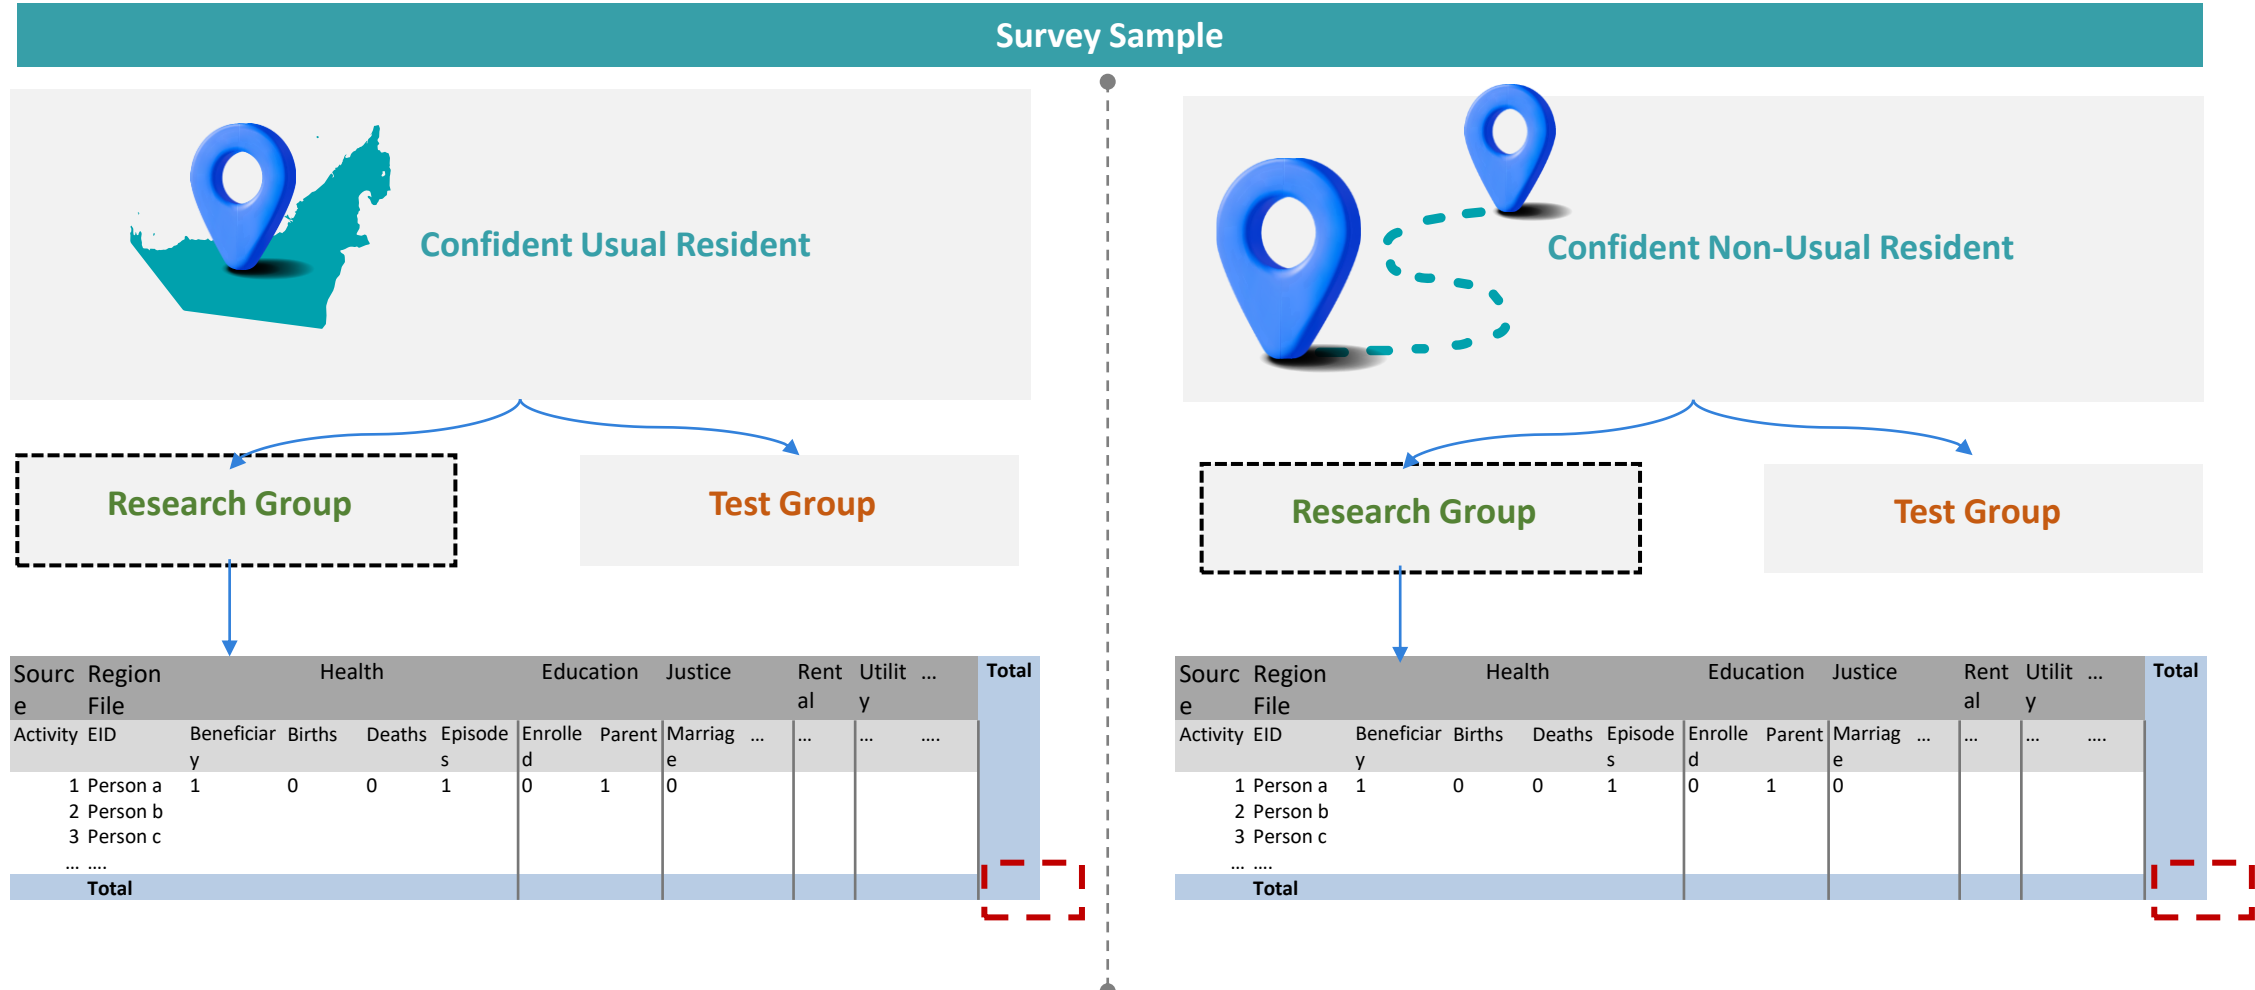 Survey Sample
Confident Usual Resident
Research Group
Test Group
Sourc Region Health Education Justice Rent Utilit ... Total
e File al y
Activity EID Beneficiar Births Deaths Episode Enrolle Parent Marriag ... ... ... ....
y s d e
1 Person a 1 0 0 1 0 1 0
2 Person b
3 Person c
... ....
Total
Confident Non-Usual Resident
Research Group
Test Group
Sourc Region Health Education Justice Rent Utilit ... Total
e File al y
Activity EID Beneficiar Births Deaths Episode Enrolle Parent Marriag ... ... ... ....
y s d e
1 Person a 1 0 0 1 0 1 0
2 Person b
3 Person c
... ....
Total